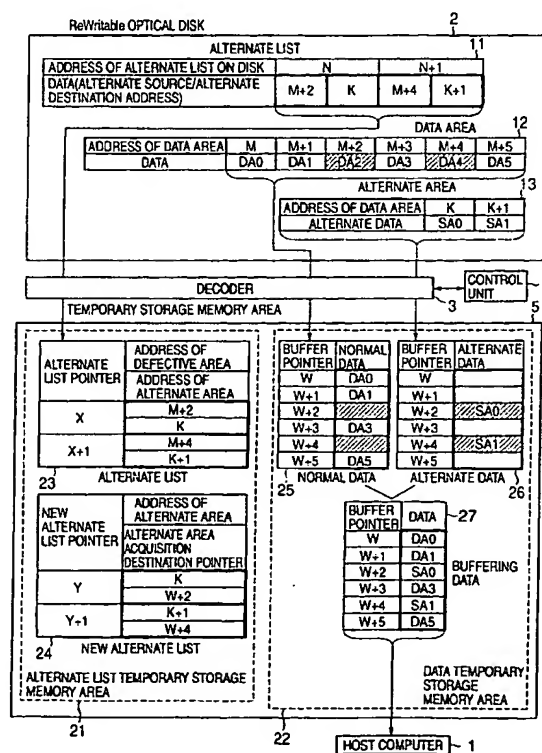 ReWritable OPTICAL DISK
2
ALTERNATE LIST
11
ADDRESS OF ALTERNATE LIST ON DISK N N+1
DATA(ALTERNATE SOURCE/ALTERNATE DESTINATION ADDRESS) M+2 K M+4 K+1
DATA AREA
12
ADDRESS OF DATA AREA M M+1 M+2 M+3 M+4 M+5
DATA DA0 DA1 DA2 DA3 DA4 DA5
ALTERNATE AREA
13
ADDRESS OF DATA AREA K K+1
ALTERNATE DATA SA0 SA1
DECODER
3
CONTROL
UNIT
TEMPORARY STORAGE MEMORY AREA
5
ALTERNATE
LIST POINTER
ADDRESS OF
DEFECTIVE AREA
ADDRESS OF
ALTERNATE AREA
X
M+2
K
X+1
M+4
K+1
23
ALTERNATE LIST
NEW
ALTERNATE
LIST POINTER
ADDRESS OF
ALTERNATE AREA
ALTERNATE AREA
ACQUISITION
DESTINATION POINTER
Y
K
W+2
Y+1
K+1
W+4
24
NEW ALTERNATE LIST
ALTERNATE LIST TEMPORARY STORAGE
MEMORY AREA
21
BUFFER
POINTER
NORMAL
DATA
W DA0
W+1 DA1
W+2
W+3 DA3
W+4
W+5 DA5
25
NORMAL DATA
BUFFER
POINTER
ALTERNATE
DATA
W
W+1
W+2 SA0
W+3
W+4 SA1
W+5
26
ALTERNATE DATA
BUFFER
POINTER
DATA
27
W DA0
W+1 DA1
W+2 SA0
W+3 DA3
W+4 SA1
W+5 DA5
BUFFERING
DATA
DATA TEMPORARY
STORAGE
MEMORY AREA
22
HOST COMPUTER
1